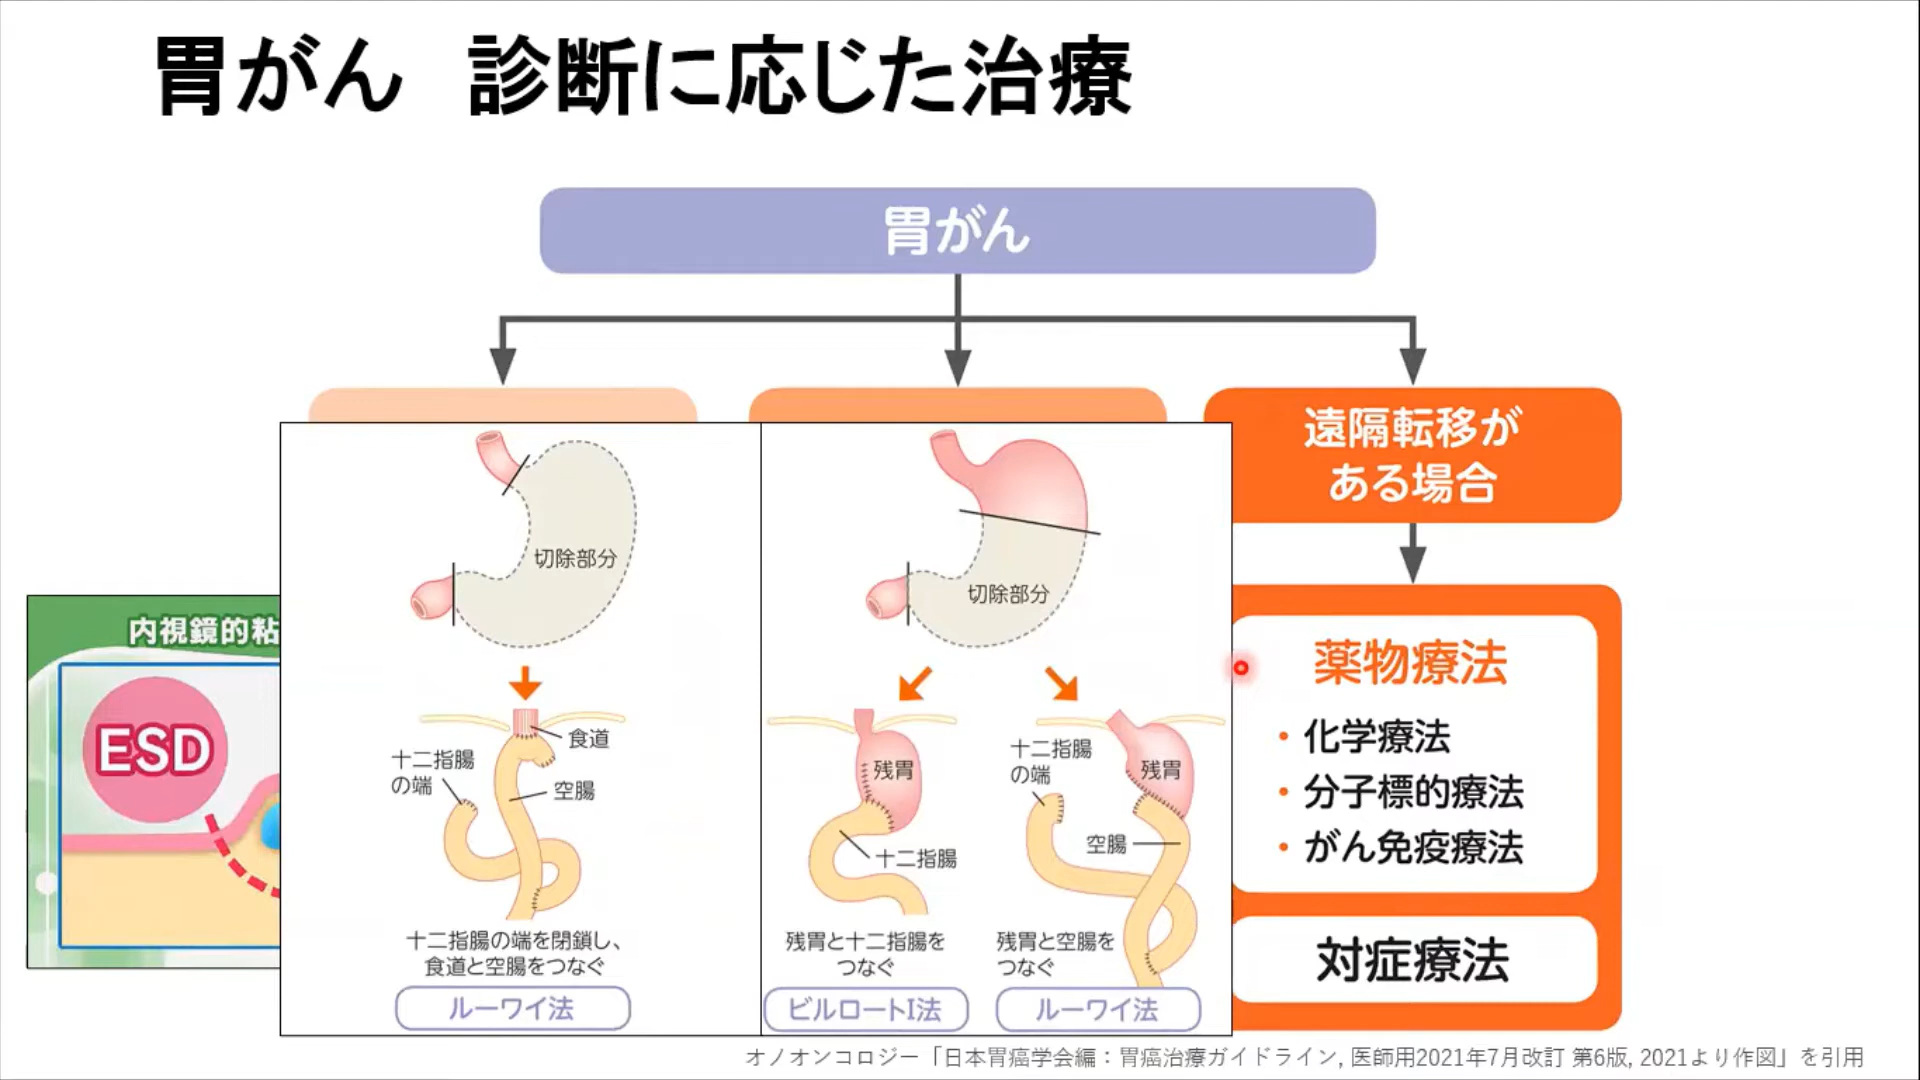 胃がん　診断に応じた治療
胃がん
遠隔転移が
ある場合
薬物療法
・化学療法
・分子標的療法
・がん免疫療法
対症療法
内視鏡的粘
ESD
切除部分
食道
十二指腸
の端
空腸
十二指腸の端を閉鎖し、
食道と空腸をつなぐ
ルーワイ法
切除部分
残胃
十二指腸
残胃と十二指腸を
つなぐ
ビルロートI法
十二指腸
の端
残胃
空腸
残胃と空腸を
つなぐ
ルーワイ法
オノオンコロジー「日本胃癌学会編：胃癌治療ガイドライン, 医師用2021年7月改訂 第6版, 2021より作図」を引用